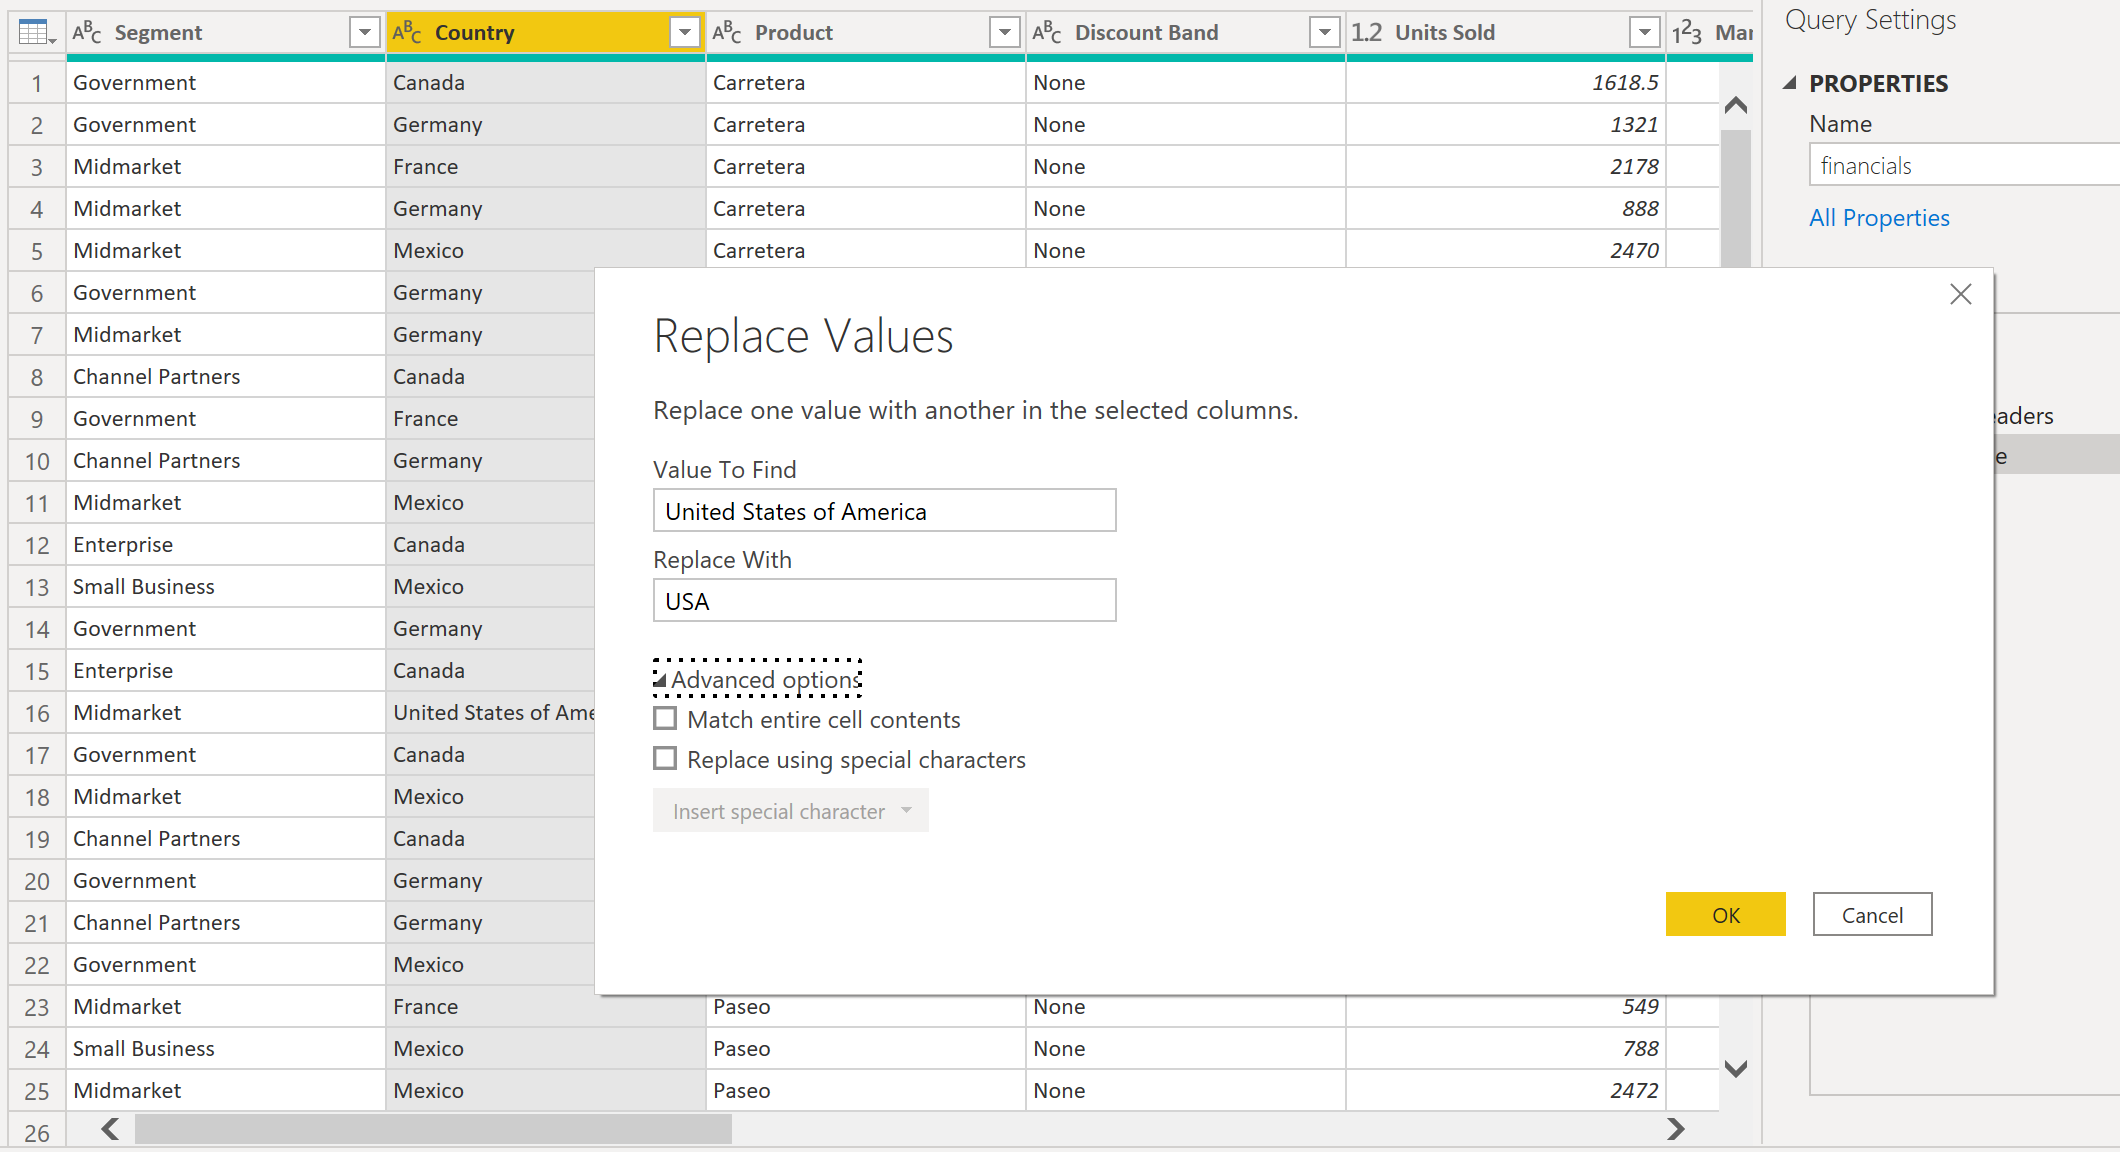 ABC Segment ABC Country ABC Product ABC Discount Band 1.2 Units Sold 123 Mar
1 Government Canada Carretera None 1618.5
2 Government Germany Carretera None 1321
3 Midmarket France Carretera None 2178
4 Midmarket Germany Carretera None 888
5 Midmarket Mexico Carretera None 2470
6 Government Germany
7 Midmarket Germany
8 Channel Partners Canada
9 Government France
10 Channel Partners Germany
11 Midmarket Mexico
12 Enterprise Canada
13 Small Business Mexico
14 Government Germany
15 Enterprise Canada
16 Midmarket United States of Ame
17 Government Canada
18 Midmarket Mexico
19 Channel Partners Canada
20 Government Germany
21 Channel Partners Germany
22 Government Mexico
23 Midmarket France Paseo None 549
24 Small Business Mexico Paseo None 788
25 Midmarket Mexico Paseo None 2472
26
Replace Values
Replace one value with another in the selected columns.
Value To Find
United States of America
Replace With
USA
Advanced options
Match entire cell contents
Replace using special characters
Insert special character
OK Cancel
Query Settings
PROPERTIES
Name
financials
All Properties
eaders
e